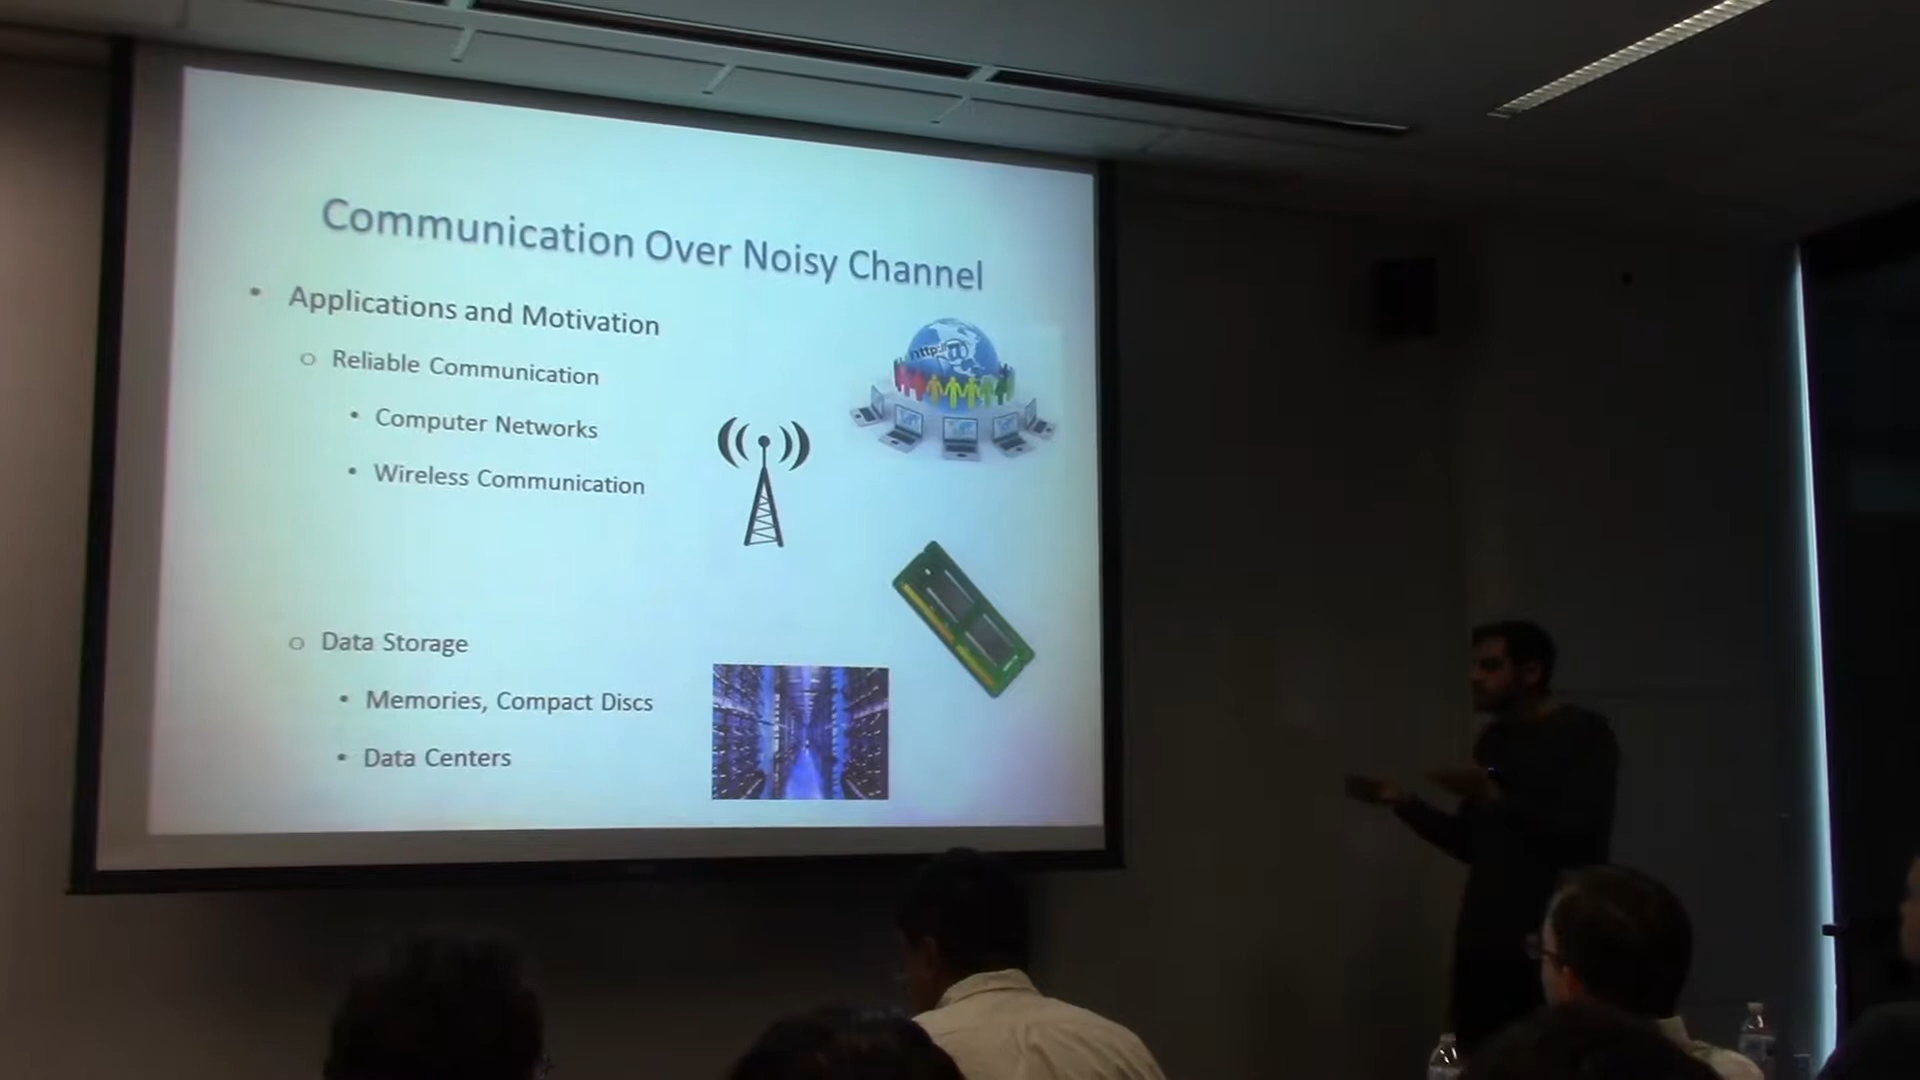 Communication Over Noisy Channel
• Applications and Motivation
o Reliable Communication
• Computer Networks
• Wireless Communication
http://@
o Data Storage
• Memories, Compact Discs
• Data Centers